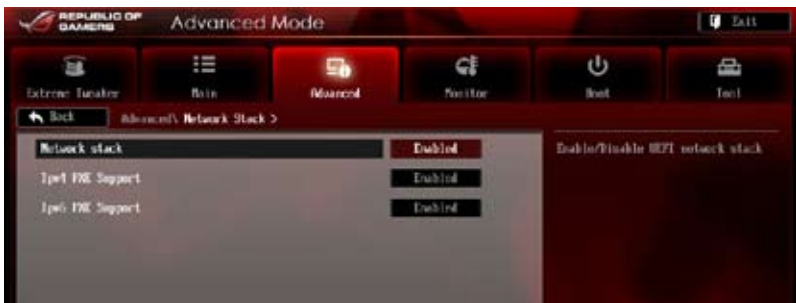 REPUBLIC OF
GAMERS
Advanced Mode
Exit
Extreme Tweaker
Main
Advanced
Monitor
Boot
Tool
Back
Advanced\ Network Stack >
Network stack
Enabled
Enable/Disable UEFI network stack
Ipv4 PXE Support
Enabled
Ipv6 PXE Support
Enabled